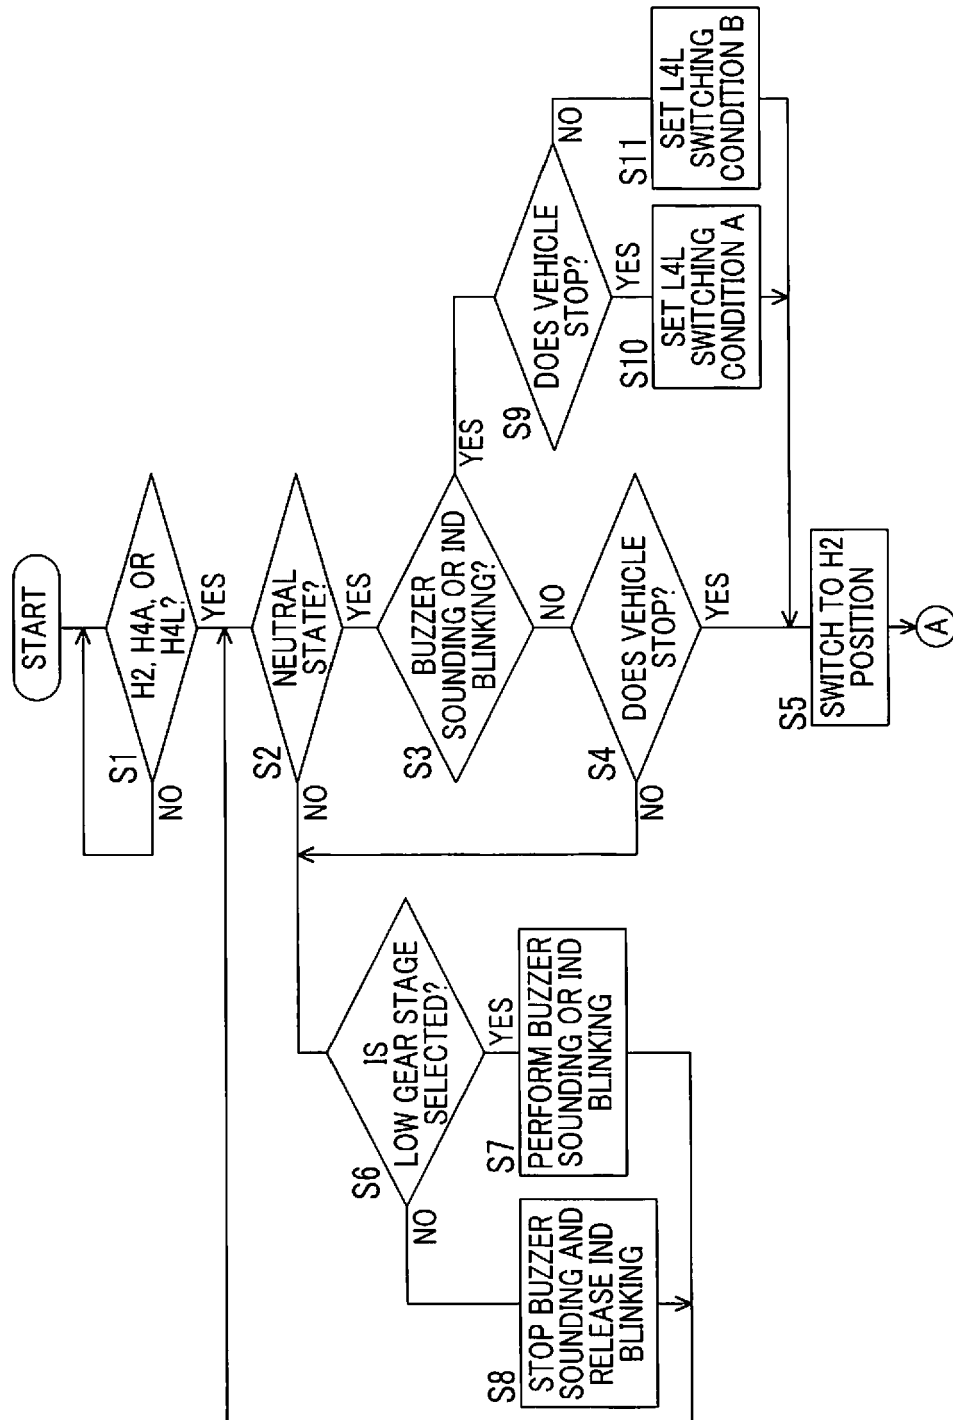 START
S1
H2, H4A, OR
H4L?
NO
YES
S2
NEUTRAL
STATE?
NO
YES
S3
BUZZER
SOUNDING OR IND
BLINKING?
YES
NO
S4
DOES VEHICLE
STOP?
NO
YES
S5
SWITCH TO H2
POSITION
A
S6
IS
LOW GEAR STAGE
SELECTED?
NO
YES
S7
PERFORM BUZZER
SOUNDING OR IND
BLINKING
S8
STOP BUZZER
SOUNDING AND
RELEASE IND
BLINKING
S9
DOES VEHICLE
STOP?
NO
YES
S10
SET L4L
SWITCHING
CONDITION A
S11
SET L4L
SWITCHING
CONDITION B